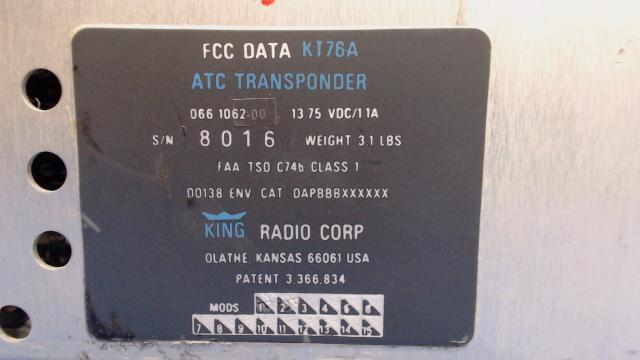 FCC DATA KT76A
ATC TRANSPONDER
066 1062-00 13.75 VDC/1.1A
S/N 8016 WEIGHT 3.1 LBS
FAA TSO C74b CLASS 1
DO138 ENV. CAT. DAPBBBXXXXXX
KING RADIO CORP
OLATHE, KANSAS 66061 USA
PATENT 3,366,834
MODS 1 2 3 4 5 6
7 8 9 10 11 12 13 14 15